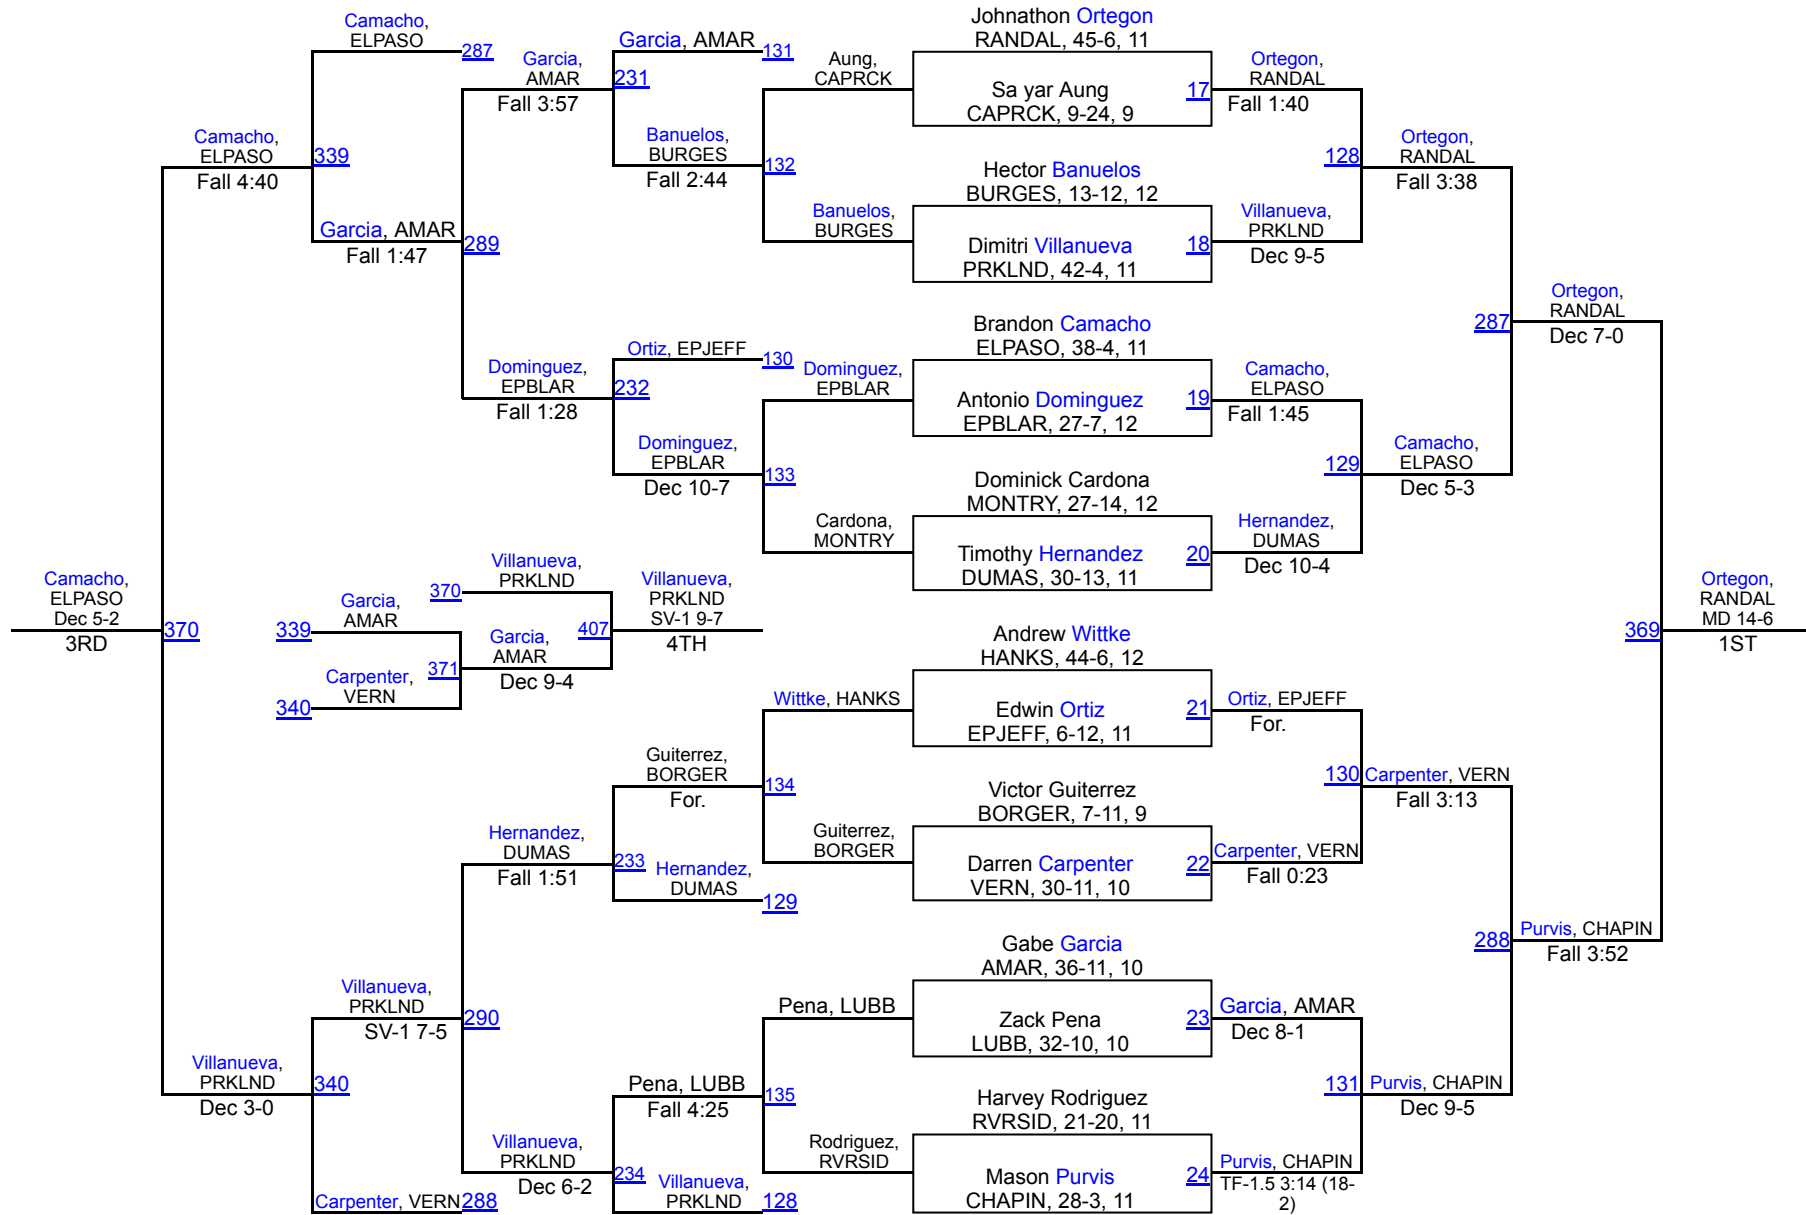 Johnathon Ortegon
RANDAL, 45-6, 11
Sa yar Aung
CAPRCK, 9-24, 9
17
Hector Banuelos
BURGES, 13-12, 12
Dimitri Villanueva
PRKLND, 42-4, 11
18
Brandon Camacho
ELPASO, 38-4, 11
Antonio Dominguez
EPBLAR, 27-7, 12
19
Dominick Cardona
MONTRY, 27-14, 12
Timothy Hernandez
DUMAS, 30-13, 11
20
Andrew Wittke
HANKS, 44-6, 12
Edwin Ortiz
EPJEFF, 6-12, 11
21
Victor Guiterrez
BORGER, 7-11, 9
Darren Carpenter
VERN, 30-11, 10
22
Gabe Garcia
AMAR, 36-11, 10
Zack Pena
LUBB, 32-10, 10
23
Harvey Rodriguez
RVRSID, 21-20, 11
Mason Purvis
CHAPIN, 28-3, 11
24
Ortegon,
RANDAL
Fall 1:40
128
Villanueva,
PRKLND
Dec 9-5
Camacho,
ELPASO
Fall 1:45
129
Hernandez,
DUMAS
Dec 10-4
Ortiz, EPJEFF
For.
130
Carpenter, VERN
Fall 0:23
Garcia, AMAR
Dec 8-1
131
Purvis, CHAPIN
TF-1.5 3:14 (18-
2)
Ortegon,
RANDAL
Fall 3:38
287
Camacho,
ELPASO
Dec 5-3
Carpenter, VERN
Fall 3:13
288
Purvis, CHAPIN
Dec 9-5
Ortegon,
RANDAL
Dec 7-0
369
Purvis, CHAPIN
Fall 3:52
Ortegon,
RANDAL
MD 14-6
1ST
Aung,
CAPRCK
132
Banuelos,
BURGES
Dominguez,
EPBLAR
133
Cardona,
MONTRY
Wittke, HANKS
134
Guiterrez,
BORGER
Pena, LUBB
135
Rodriguez,
RVRSID
Garcia, AMAR
131
231
Banuelos,
BURGES
Fall 2:44
Ortiz, EPJEFF
130
232
Dominguez,
EPBLAR
Dec 10-7
Guiterrez,
BORGER
For.
233
Hernandez,
DUMAS
129
Pena, LUBB
Fall 4:25
234
Villanueva,
PRKLND
128
Garcia,
AMAR
Fall 3:57
289
Dominguez,
EPBLAR
Fall 1:28
Hernandez,
DUMAS
Fall 1:51
290
Villanueva,
PRKLND
Dec 6-2
Camacho,
ELPASO
287
339
Garcia, AMAR
Fall 1:47
Villanueva,
PRKLND
SV-1 7-5
340
Carpenter, VERN
288
Camacho,
ELPASO
Fall 4:40
370
Villanueva,
PRKLND
Dec 3-0
Camacho,
ELPASO
Dec 5-2
3RD
339
Garcia,
AMAR
371
340
Carpenter,
VERN
370
Villanueva,
PRKLND
407
Garcia,
AMAR
Dec 9-4
Villanueva,
PRKLND
SV-1 9-7
4TH